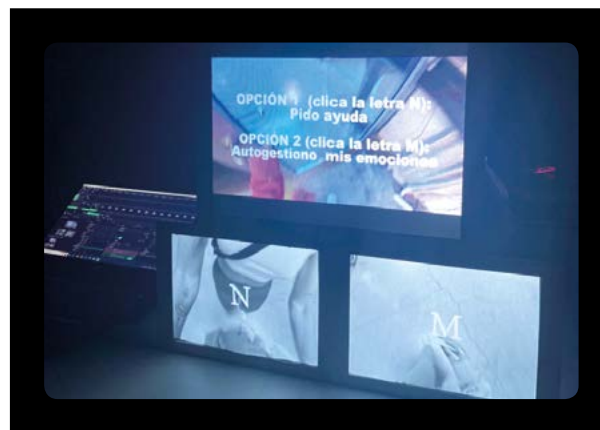 OPCIÓN 1 (clica la letra N):
Pido ayuda
OPCIÓN 2 (clica la letra M):
Autogestiono mis emociones
N
M